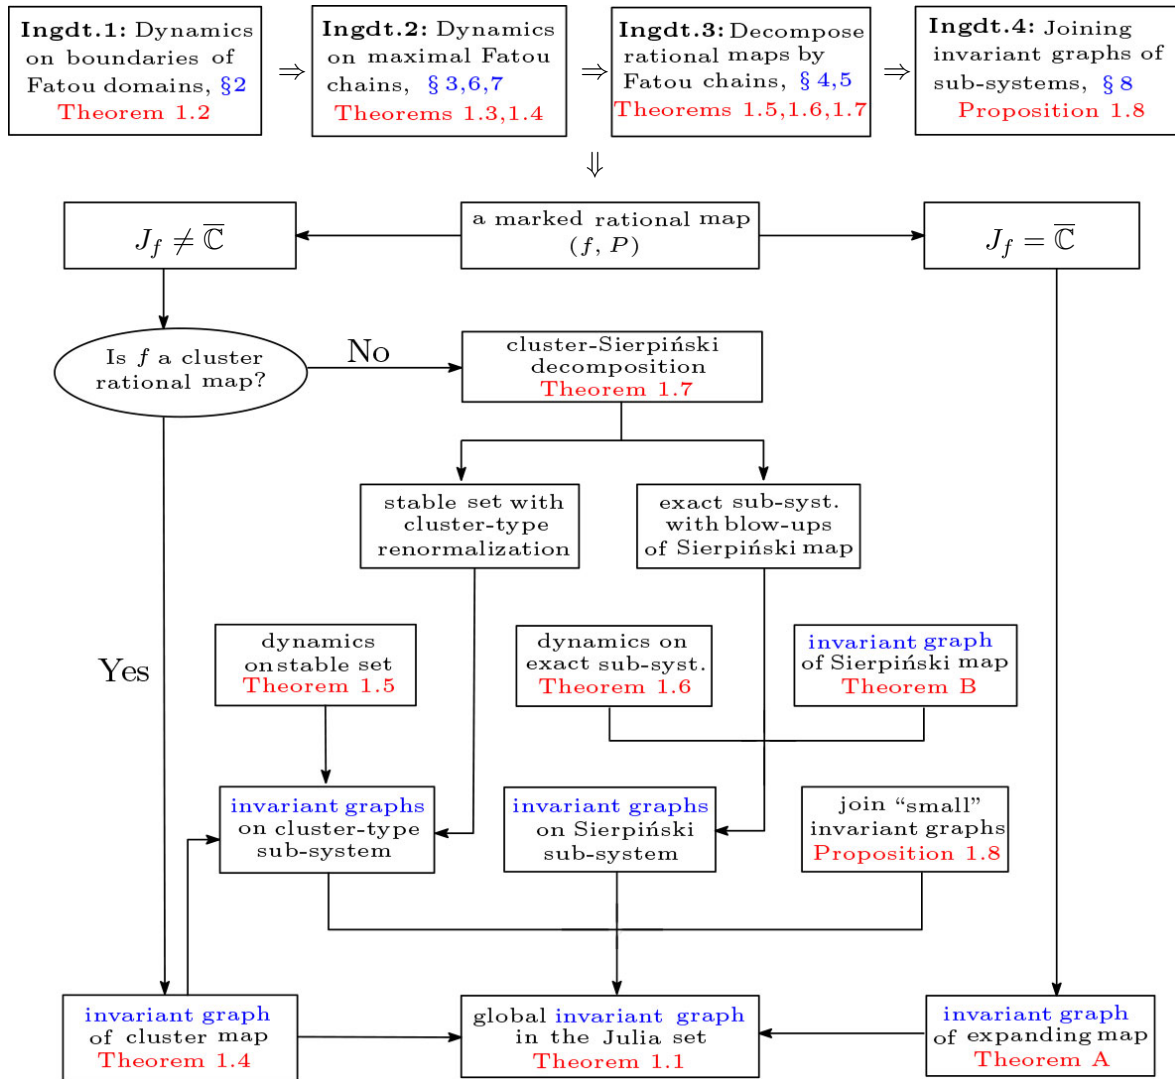 Ingdt.1: Dynamics
on boundaries of
Fatou domains, §2
Theorem 1.2
⇒
Ingdt.2: Dynamics
on maximal Fatou
chains, § 3,6,7
Theorems 1.3,1.4
⇒
Ingdt.3: Decompose
rational maps by
Fatou chains, § 4,5
Theorems 1.5,1.6,1.7
⇒
Ingdt.4: Joining
invariant graphs of
sub-systems, § 8
Proposition 1.8
⇓
J_f ≠ ℂ̅
a marked rational map
(f, P)
J_f = ℂ̅
Is f a cluster
rational map?
No
cluster-Sierpiński
decomposition
Theorem 1.7
stable set with
cluster-type
renormalization
exact sub-syst.
with blow-ups
of Sierpiński map
Yes
dynamics
on stable set
Theorem 1.5
dynamics on
exact sub-syst.
Theorem 1.6
invariant graph
of Sierpiński map
Theorem B
invariant graphs
on cluster-type
sub-system
invariant graphs
on Sierpiński
sub-system
join “small”
invariant graphs
Proposition 1.8
invariant graph
of cluster map
Theorem 1.4
global invariant graph
in the Julia set
Theorem 1.1
invariant graph
of expanding map
Theorem A